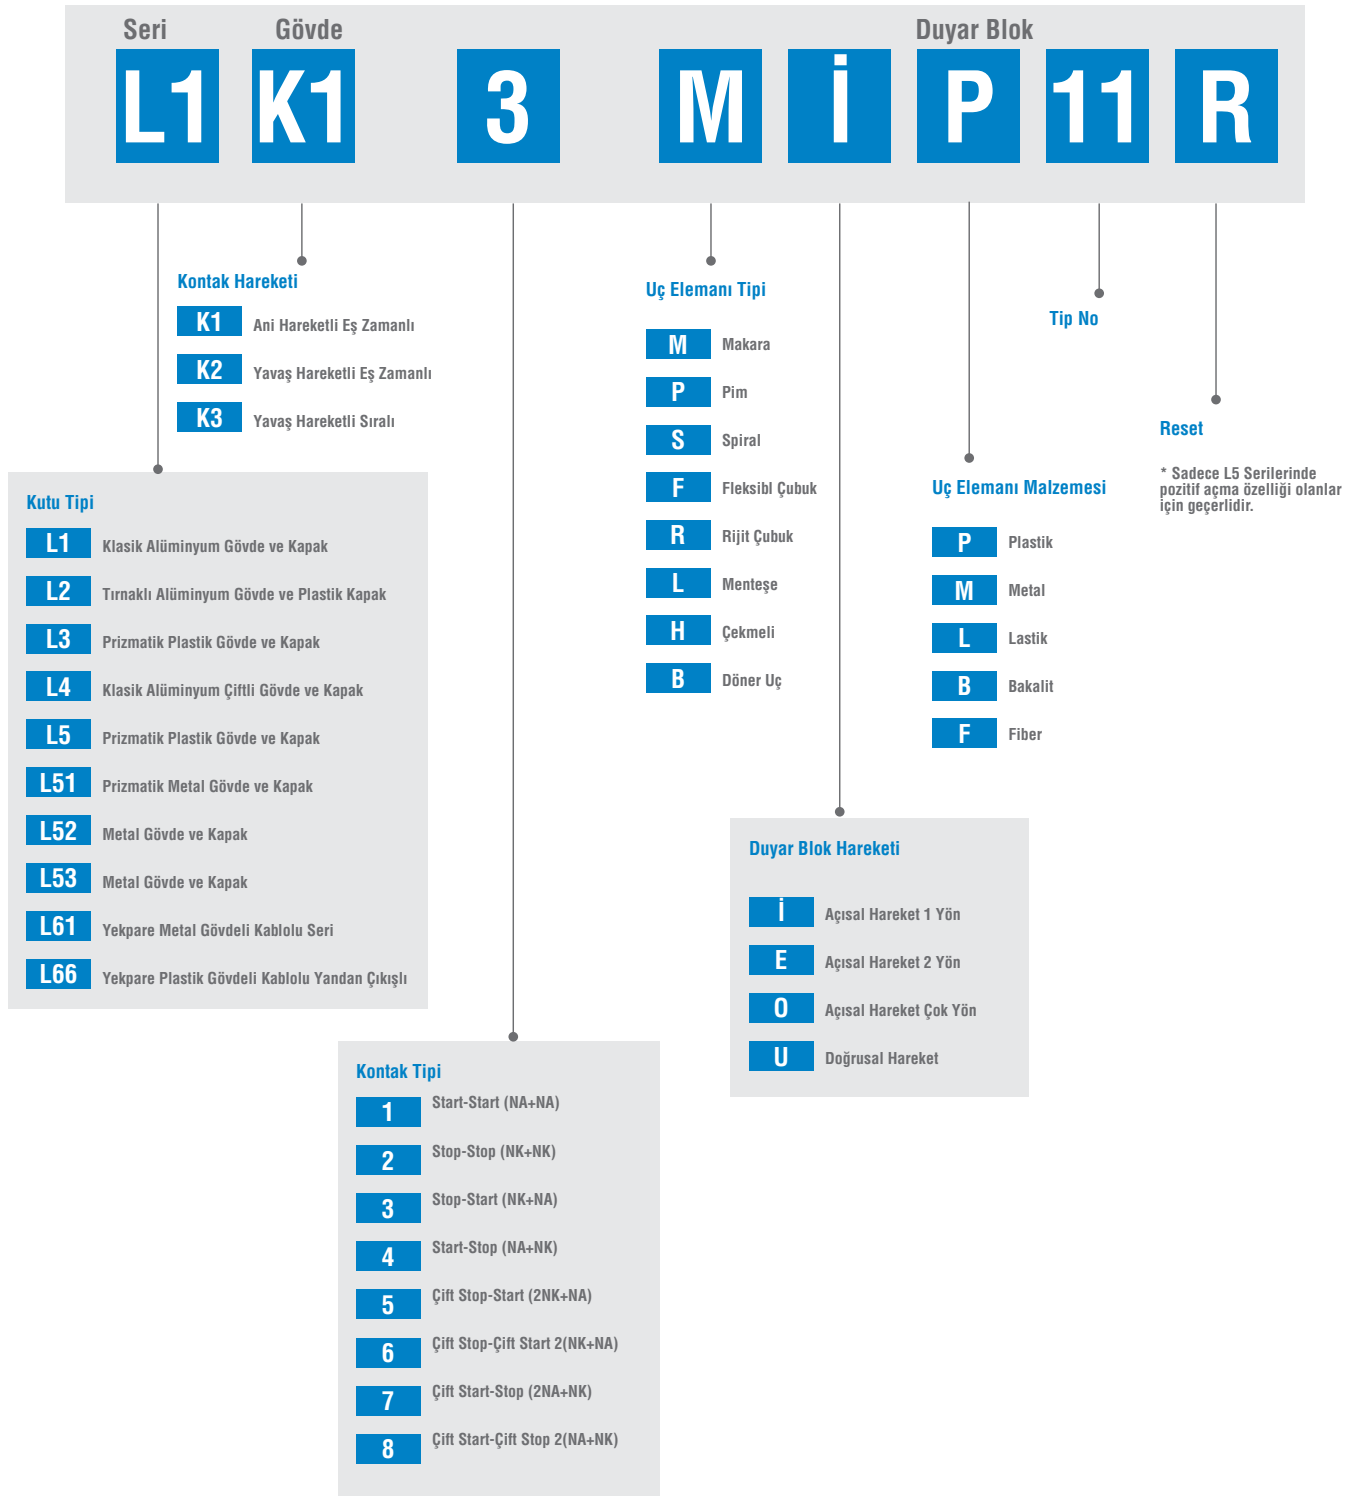 Seri
Gövde
Duyar Blok
L1
K1
3
M
İ
P
11
R
Kontak Hareketi
K1 Ani Hareketli Eş Zamanlı
K2 Yavaş Hareketli Eş Zamanlı
K3 Yavaş Hareketli Sıralı
Kutu Tipi
L1 Klasik Alüminyum Gövde ve Kapak
L2 Tırnaklı Alüminyum Gövde ve Plastik Kapak
L3 Prizmatik Plastik Gövde ve Kapak
L4 Klasik Alüminyum Çiftli Gövde ve Kapak
L5 Prizmatik Plastik Gövde ve Kapak
L51 Prizmatik Metal Gövde ve Kapak
L52 Metal Gövde ve Kapak
L53 Metal Gövde ve Kapak
L61 Yekpare Metal Gövdeli Kablolu Seri
L66 Yekpare Plastik Gövdeli Kablolu Yandan Çıkışlı
Kontak Tipi
1 Start-Start (NA+NA)
2 Stop-Stop (NK+NK)
3 Stop-Start (NK+NA)
4 Start-Stop (NA+NK)
5 Çift Stop-Start (2NK+NA)
6 Çift Stop-Çift Start 2(NK+NA)
7 Çift Start-Stop (2NA+NK)
8 Çift Start-Çift Stop 2(NA+NK)
Uç Elemanı Tipi
M Makara
P Pim
S Spiral
F Fleksibl Çubuk
R Rijit Çubuk
L Menteşe
H Çekmeli
B Döner Uç
Duyar Blok Hareketi
İ Açısal Hareket 1 Yön
E Açısal Hareket 2 Yön
O Açısal Hareket Çok Yön
U Doğrusal Hareket
Uç Elemanı Malzemesi
P Plastik
M Metal
L Lastik
B Bakalit
F Fiber
Tip No
Reset
* Sadece L5 Serilerinde
pozitif açma özelliği olanlar
için geçerlidir.